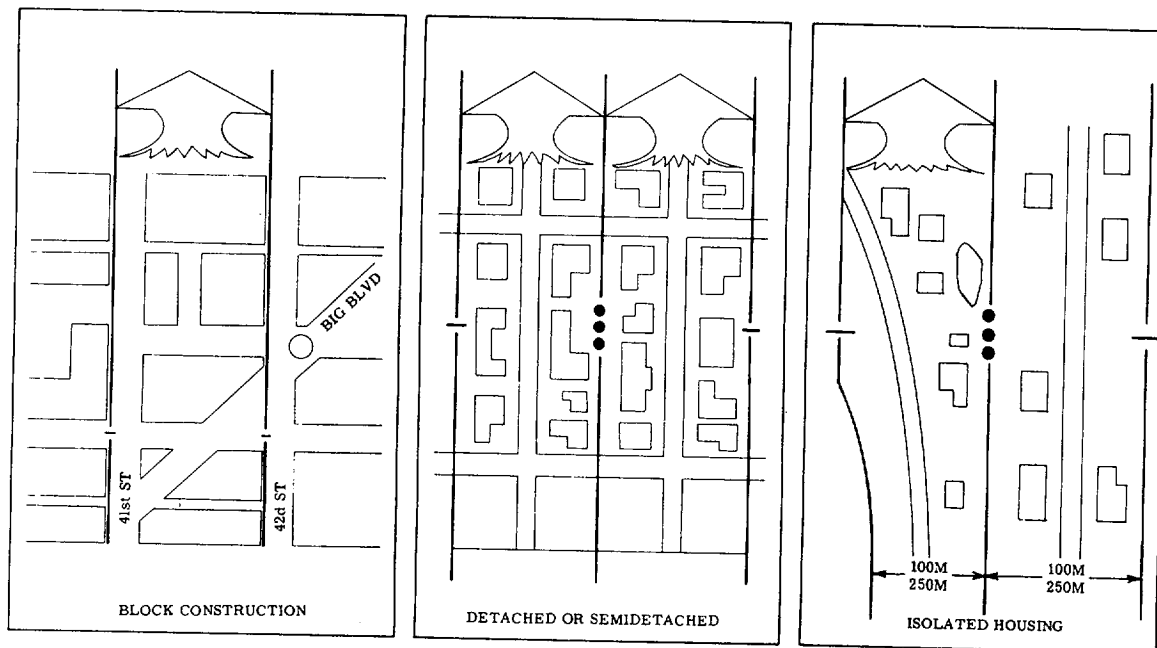 BIG BLVD
41st ST
42d ST
BLOCK CONSTRUCTION
DETACHED OR SEMIDETACHED
100M
250M
100M
250M
ISOLATED HOUSING